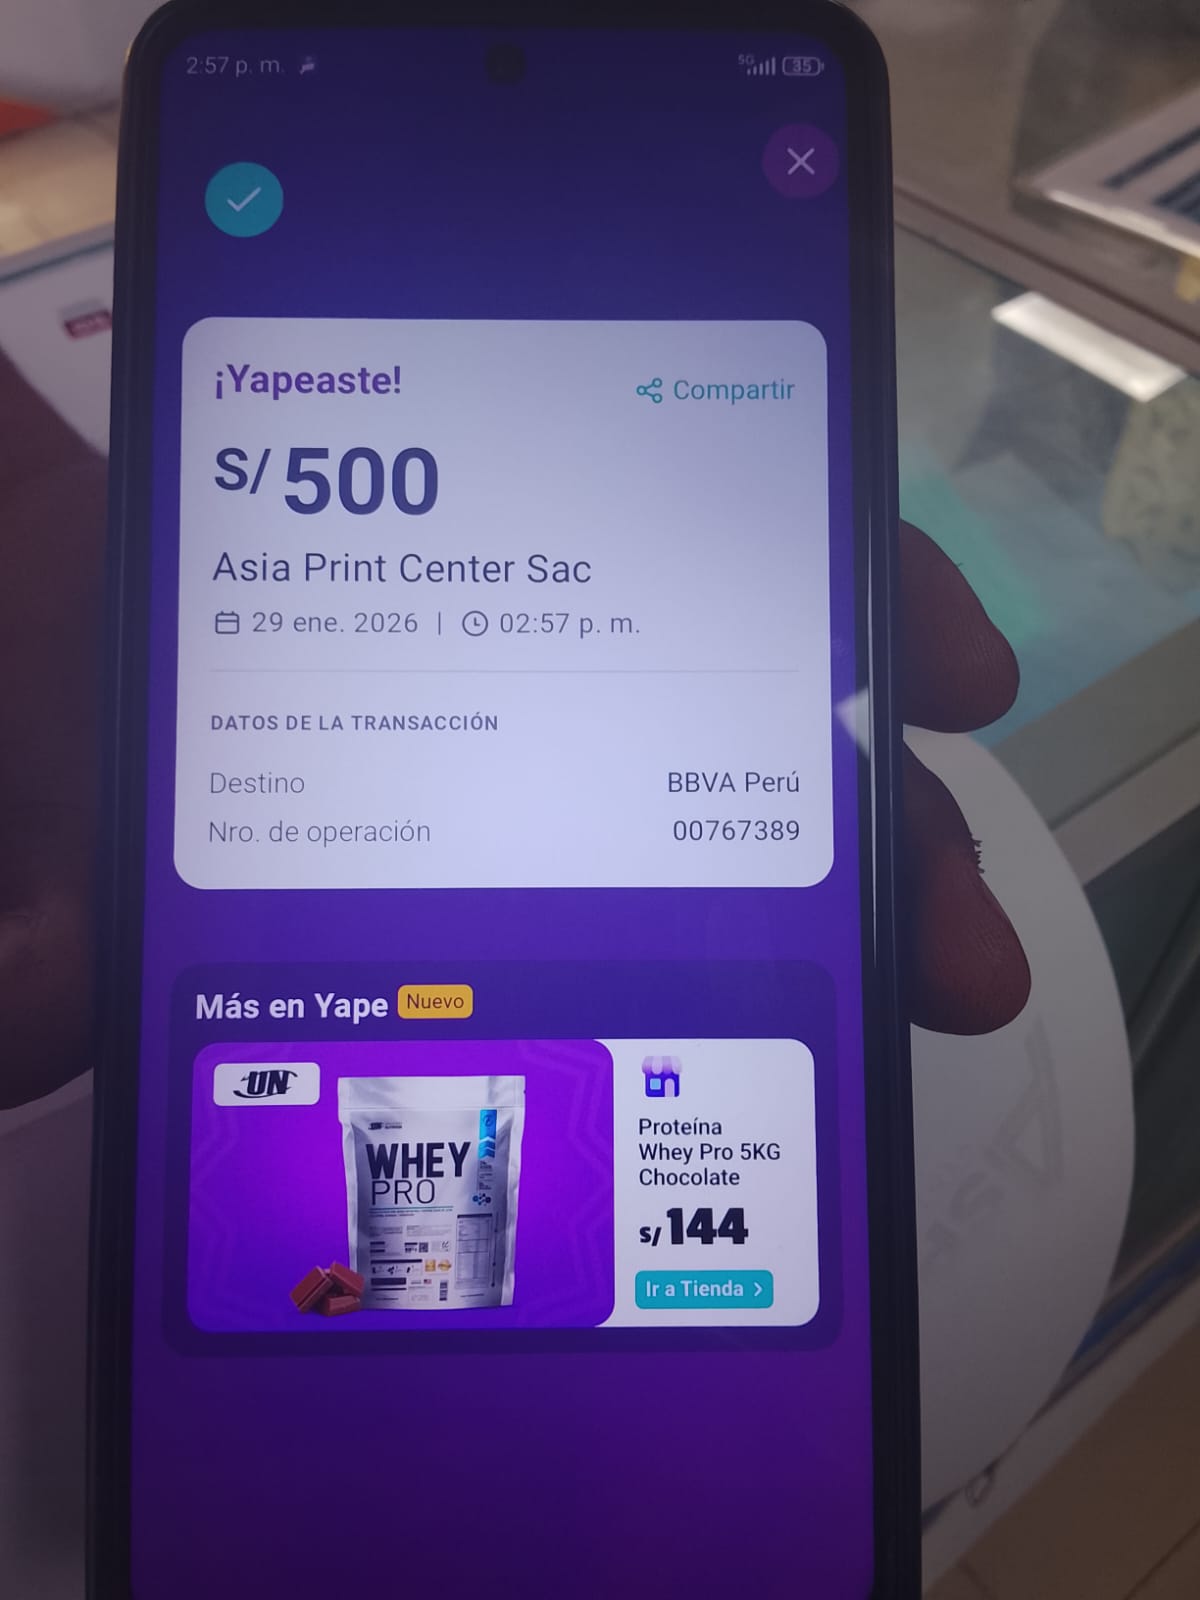 2:57 p. m.
5G
35
¡Yapeaste!
Compartir
S/ 500
Asia Print Center Sac
29 ene. 2026 | 02:57 p. m.
DATOS DE LA TRANSACCIÓN
Destino BBVA Perú
Nro. de operación 00767389
Más en Yape Nuevo
UN
WHEY
PRO
Proteína
Whey Pro 5KG
Chocolate
S/ 144
Ir a Tienda